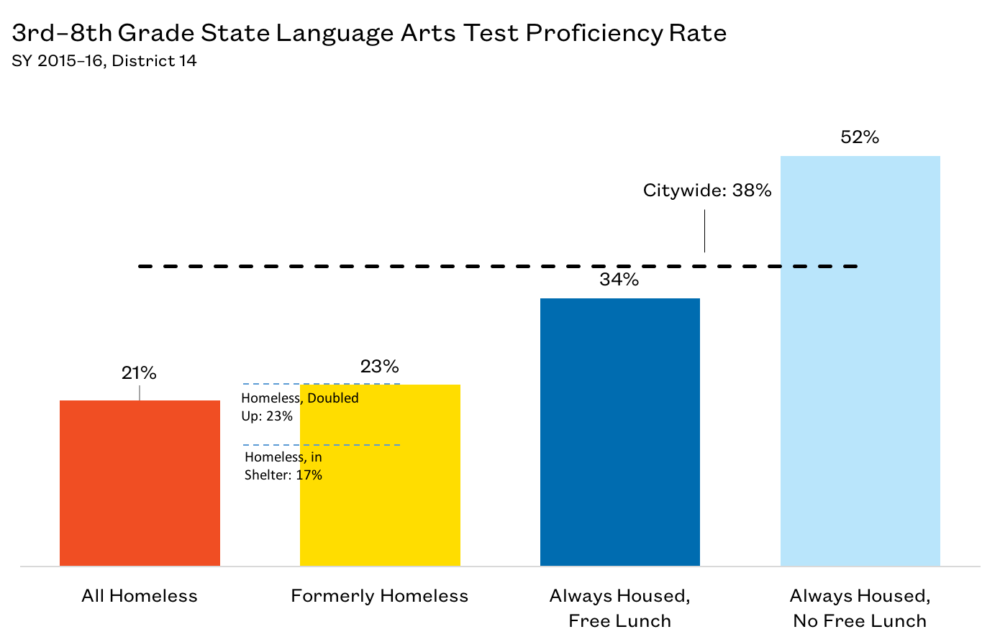 3rd–8th Grade State Language Arts Test Proficiency Rate
SY 2015–16, District 14
52%
Citywide: 38%
34%
21%
23%
Homeless, Doubled
Up: 23%
Homeless, in
Shelter: 17%
All Homeless
Formerly Homeless
Always Housed,
Free Lunch
Always Housed,
No Free Lunch